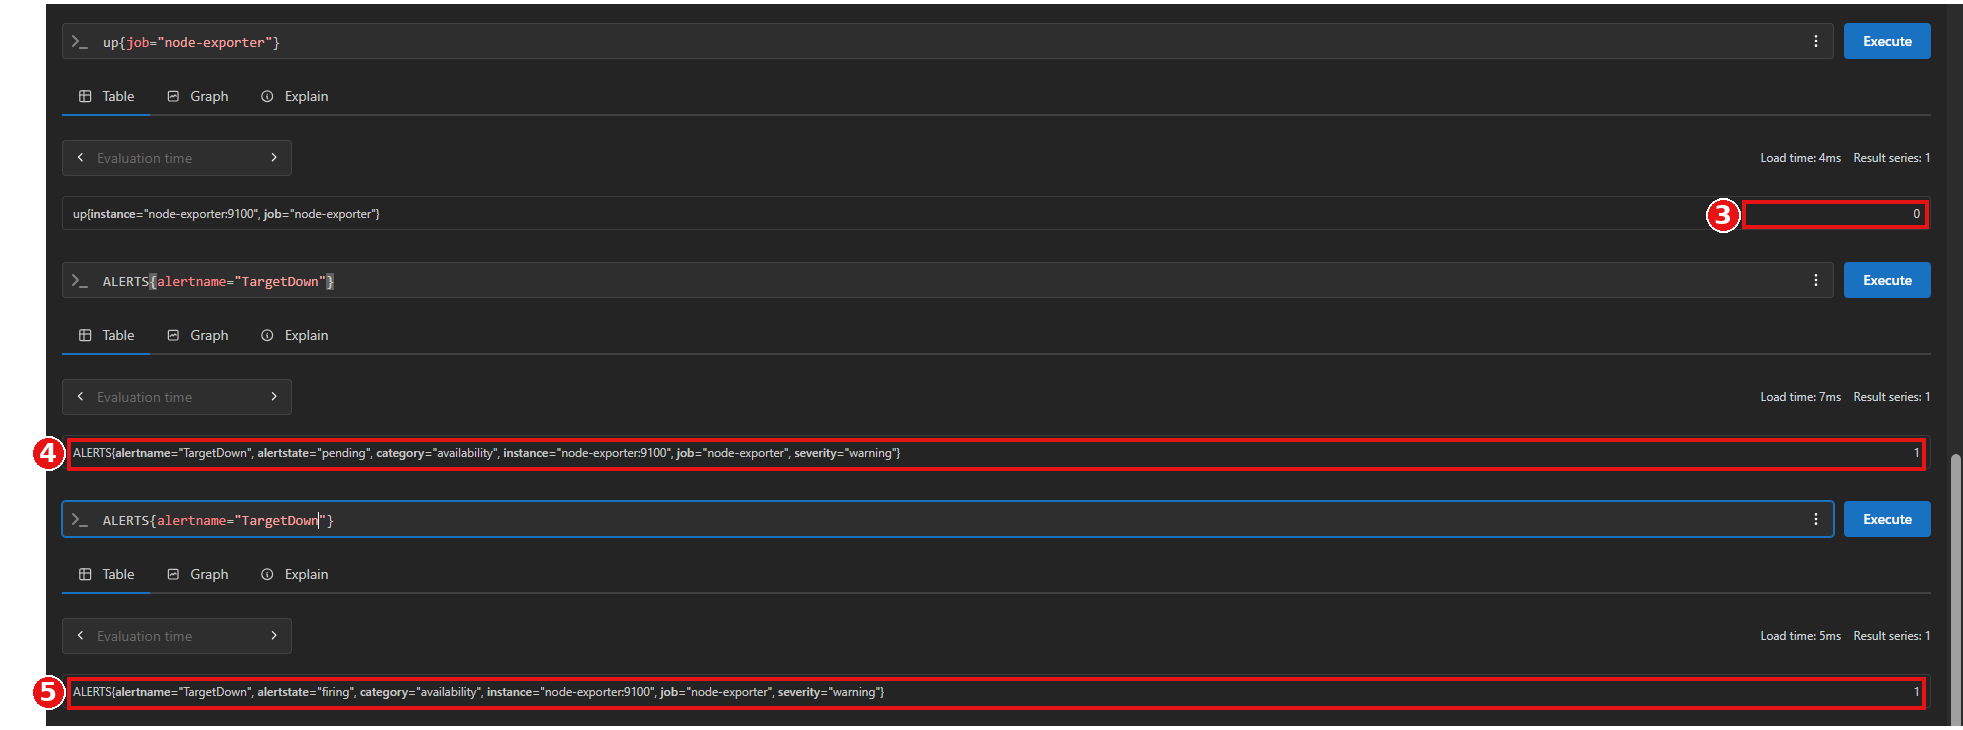 >_ up{job="node-exporter"}
Execute
Table Graph Explain
Evaluation time
Load time: 4ms Result series: 1
up{instance="node-exporter:9100", job="node-exporter"}
3 0
>_ ALERTS{alertname="TargetDown"}
Execute
Table Graph Explain
Evaluation time
Load time: 7ms Result series: 1
4 ALERTS{alertname="TargetDown", alertstate="pending", category="availability", instance="node-exporter:9100", job="node-exporter", severity="warning"} 1
>_ ALERTS{alertname="TargetDown"}
Execute
Table Graph Explain
Evaluation time
Load time: 5ms Result series: 1
5 ALERTS{alertname="TargetDown", alertstate="firing", category="availability", instance="node-exporter:9100", job="node-exporter", severity="warning"} 1